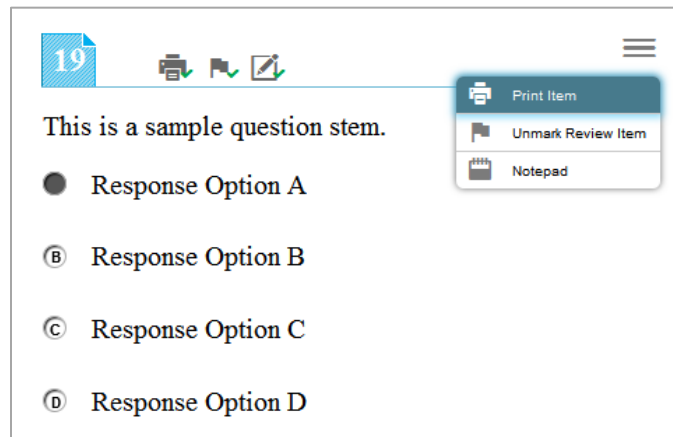 19
Print Item
Unmark Review Item
Notepad
This is a sample question stem.
Response Option A
B Response Option B
C Response Option C
D Response Option D